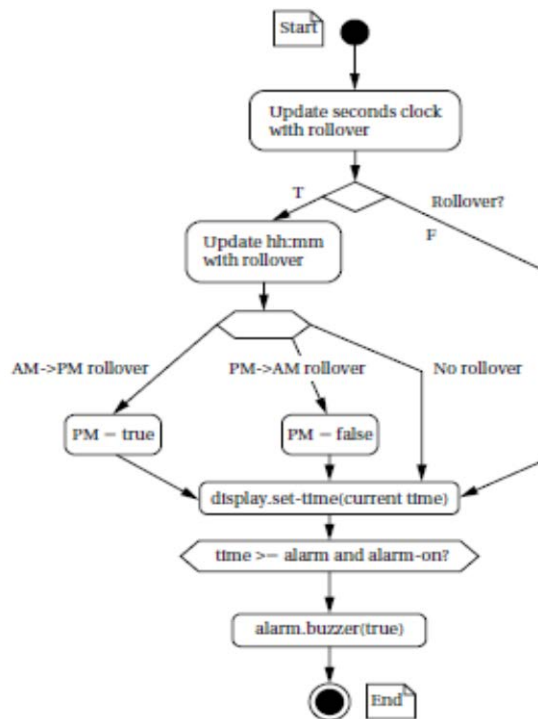 Start
Update seconds clock
with rollover
T
Rollover?
F
Update hh:mm
with rollover
AM->PM rollover
PM->AM rollover
No rollover
PM = true
PM = false
display.set-time(current time)
time >= alarm and alarm-on?
alarm.buzzer(true)
End